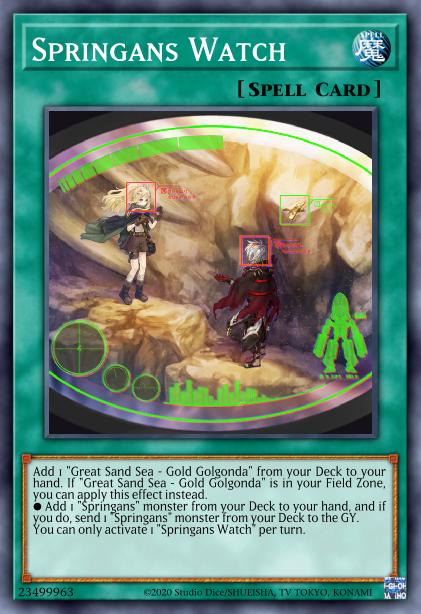 Springans Watch
SPELL
魔
[Spell Card]
Add 1 "Great Sand Sea - Gold Golgonda" from your Deck to your
hand. If "Great Sand Sea - Gold Golgonda" is in your Field Zone,
you can apply this effect instead.
● Add 1 "Springans" monster from your Deck to your hand, and if
you do, send 1 "Springans" monster from your Deck to the GY.
You can only activate 1 "Springans Watch" per turn.
23499963
©2020 Studio Dice/SHUEISHA, TV TOKYO, KONAMI